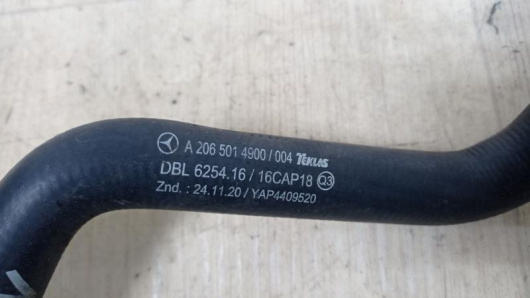 A 206 501 4900 / 004 TEKLAS
DBL 6254.16 / 16CAP18 Q3
Znd. : 24.11.20 / YAP4409520